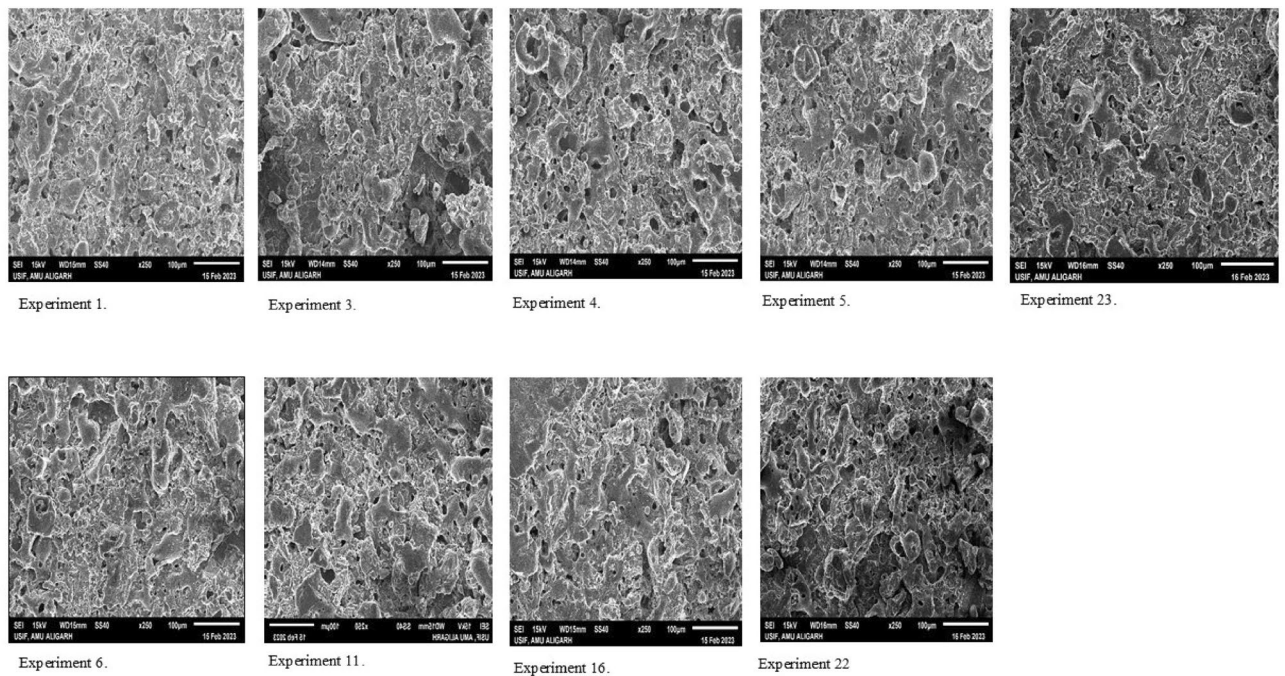 SEI 15kV WD15mm SS40 x250 100µm
USIF, AMU ALIGARH 15 Feb 2023
Experiment 1.
SEI 15kV WD14mm SS40 x250 100µm
USIF, AMU ALIGARH 15 Feb 2023
Experiment 3.
SEI 15kV WD14mm SS40 x250 100µm
USIF, AMU ALIGARH 15 Feb 2023
Experiment 4.
SEI 15kV WD14mm SS40 x250 100µm
USIF, AMU ALIGARH 15 Feb 2023
Experiment 5.
SEI 15kV WD16mm SS40 x250 100µm
USIF, AMU ALIGARH 16 Feb 2023
Experiment 23.
SEI 15kV WD15mm SS40 x250 100µm
USIF, AMU ALIGARH 15 Feb 2023
Experiment 6.
SEI 15kV WD15mm SS40 x250 100µm
USIF, AMU ALIGARH 15 Feb 2023
Experiment 11.
SEI 15kV WD15mm SS40 x250 100µm
USIF, AMU ALIGARH 15 Feb 2023
Experiment 16.
SEI 15kV WD16mm SS40 x250 100µm
USIF, AMU ALIGARH 16 Feb 2023
Experiment 22